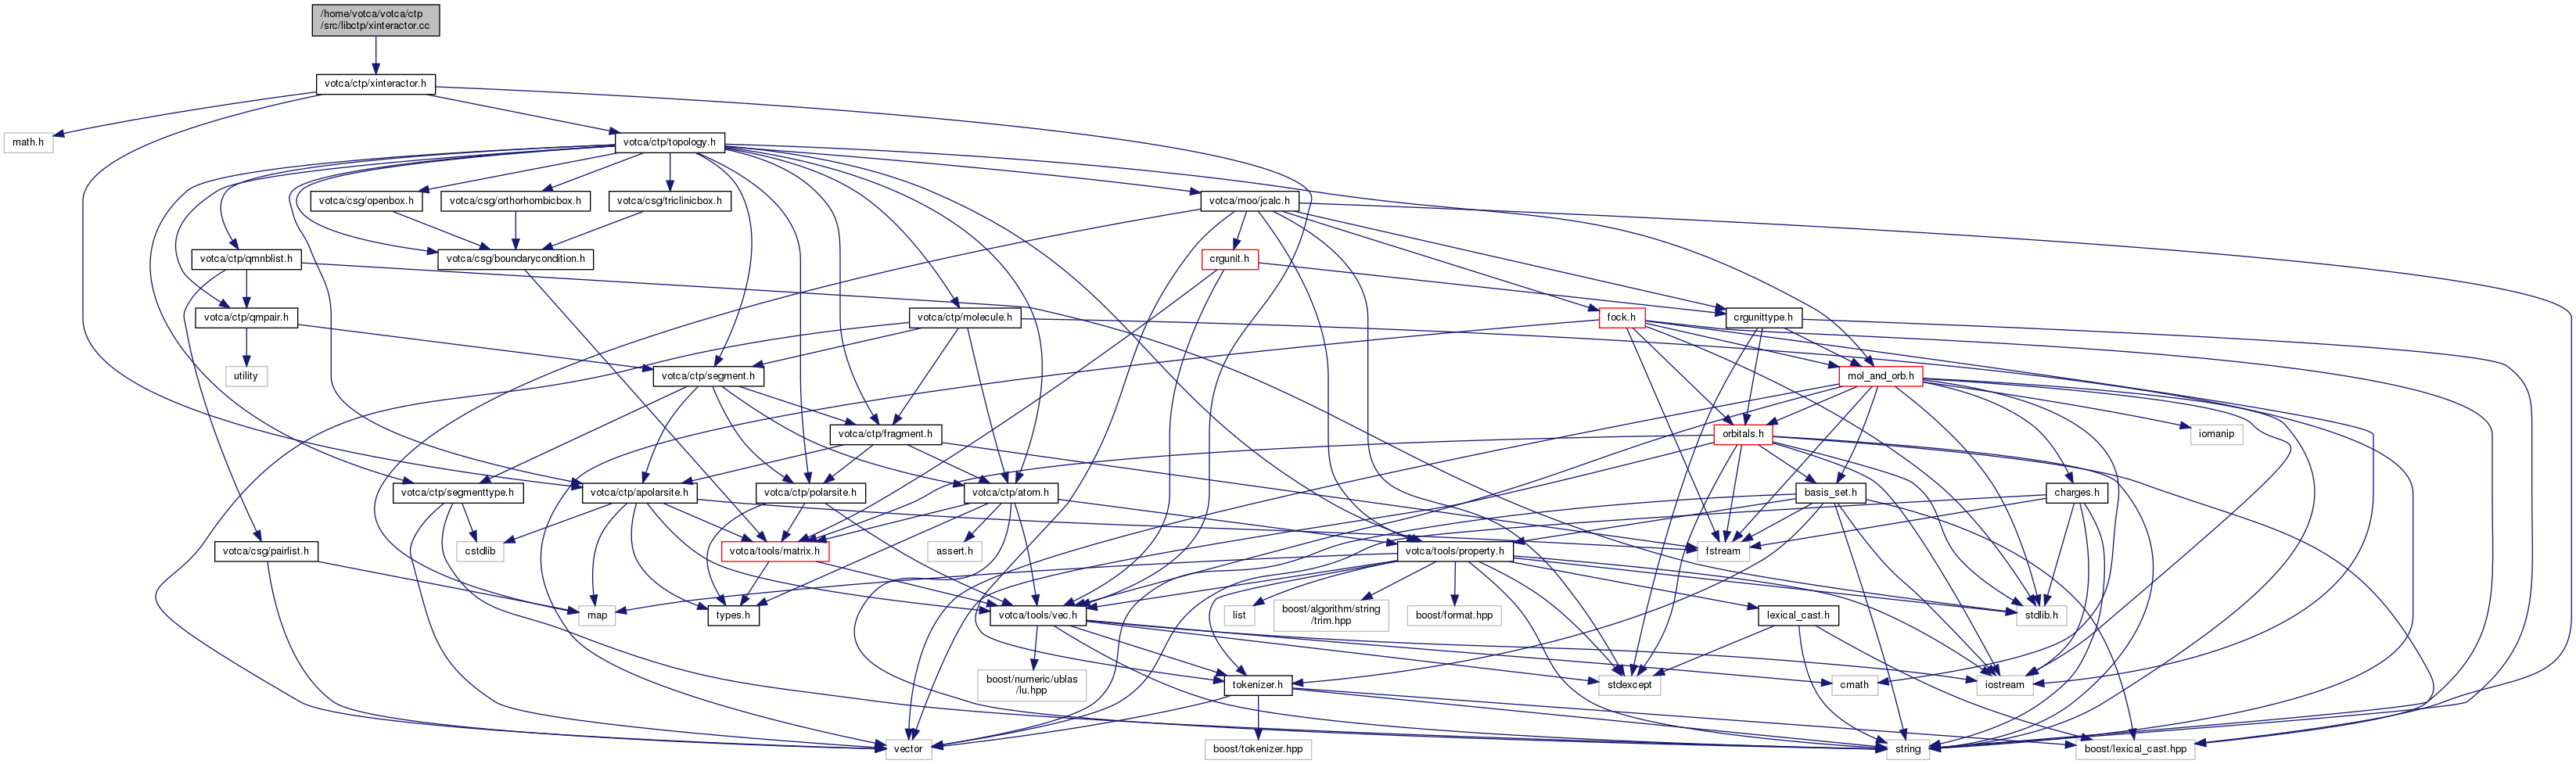 /home/votca/votca/ctp
/src/libctp/xinteractor.cc
votca/ctp/xinteractor.h
math.h
votca/ctp/topology.h
votca/csg/openbox.h
votca/csg/orthorhombicbox.h
votca/csg/triclinicbox.h
votca/moo/jcalc.h
votca/ctp/qmnblist.h
votca/csg/boundarycondition.h
crgunit.h
votca/ctp/qmpair.h
votca/ctp/molecule.h
fock.h
crgunittype.h
utility
votca/ctp/segment.h
mol_and_orb.h
votca/ctp/fragment.h
orbitals.h
iomanip
votca/ctp/segmenttype.h
votca/ctp/apolarsite.h
votca/ctp/polarsite.h
votca/ctp/atom.h
basis_set.h
charges.h
votca/csg/pairlist.h
cstdlib
votca/tools/matrix.h
assert.h
votca/tools/property.h
fstream
map
types.h
votca/tools/vec.h
list
boost/algorithm/string
/trim.hpp
boost/format.hpp
lexical_cast.h
stdlib.h
boost/numeric/ublas
/lu.hpp
tokenizer.h
stdexcept
cmath
iostream
vector
boost/tokenizer.hpp
string
boost/lexical_cast.hpp